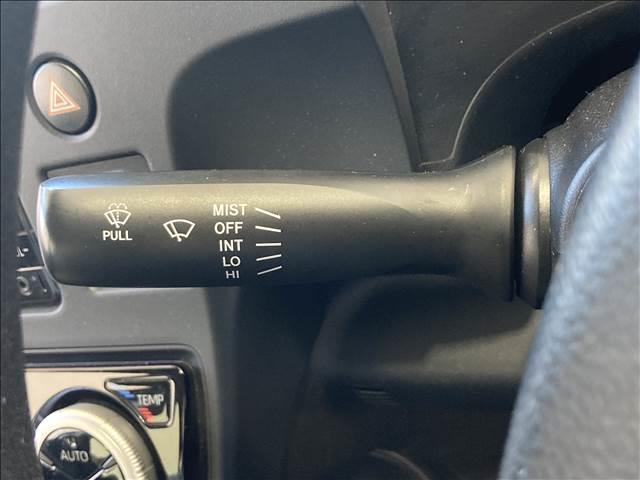 PULL
MIST
OFF
INT
LO
HI
TEMP
AUTO